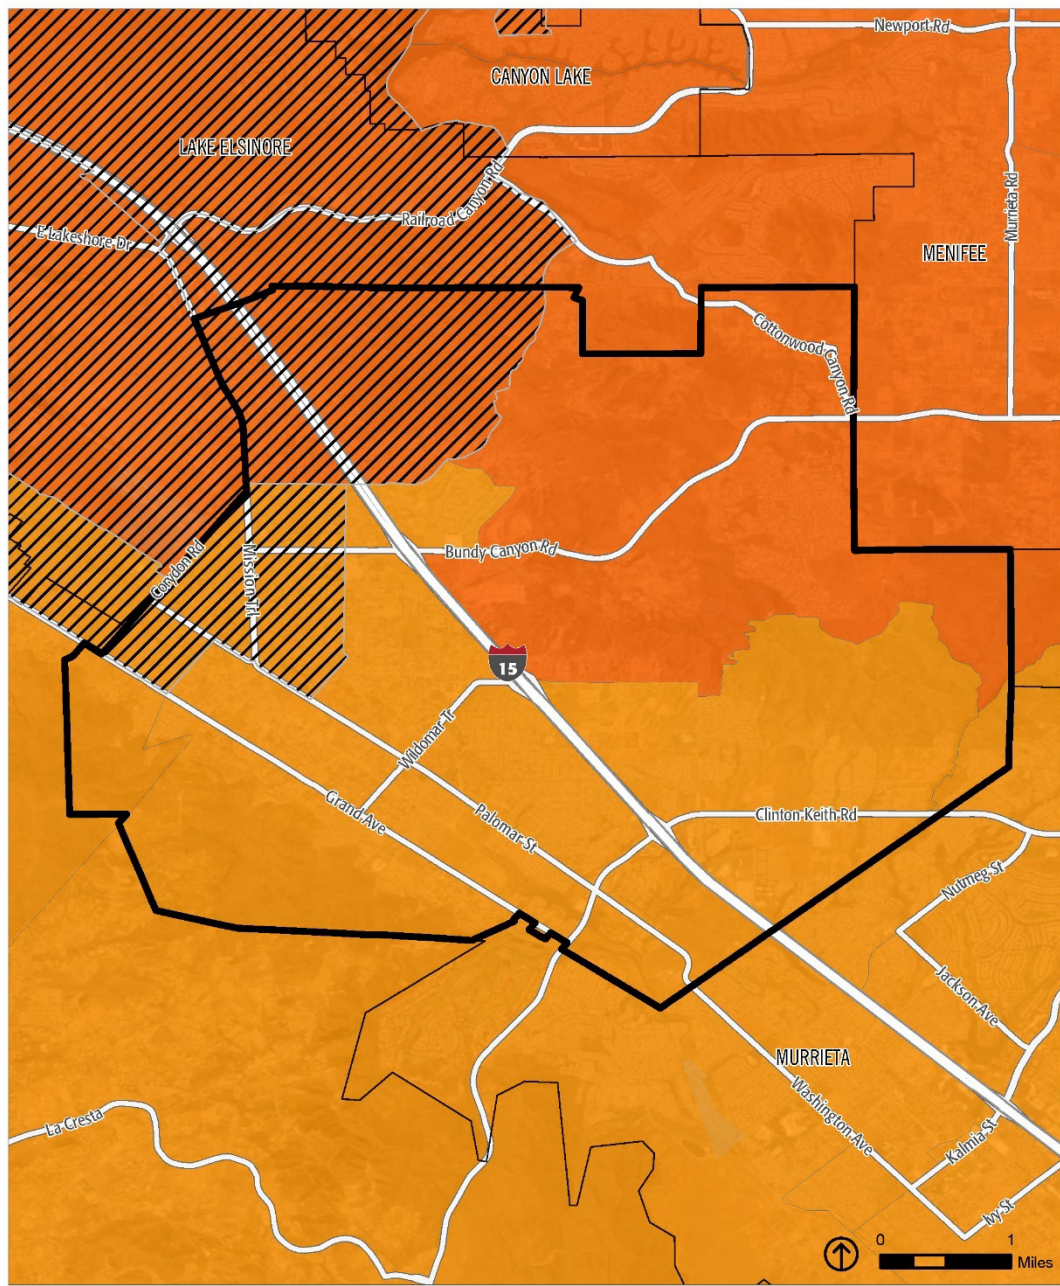 Newport Rd
CANYON LAKE
LAKE ELSINORE
Murrieta Rd
Railroad Canyon Rd
E Lakeshore Dr
MENIFEE
Cottonwood Canyon Rd
Corydon Rd
Mission Trl
Bundy Canyon Rd
15
Wildomar Tr
Grand Ave
Palomar St
Clinton Keith Rd
Nutmeg St
Jackson Ave
MURRIETA
Washington Ave
La Cresta
Kalmia St
Ivy St
0 1
Miles